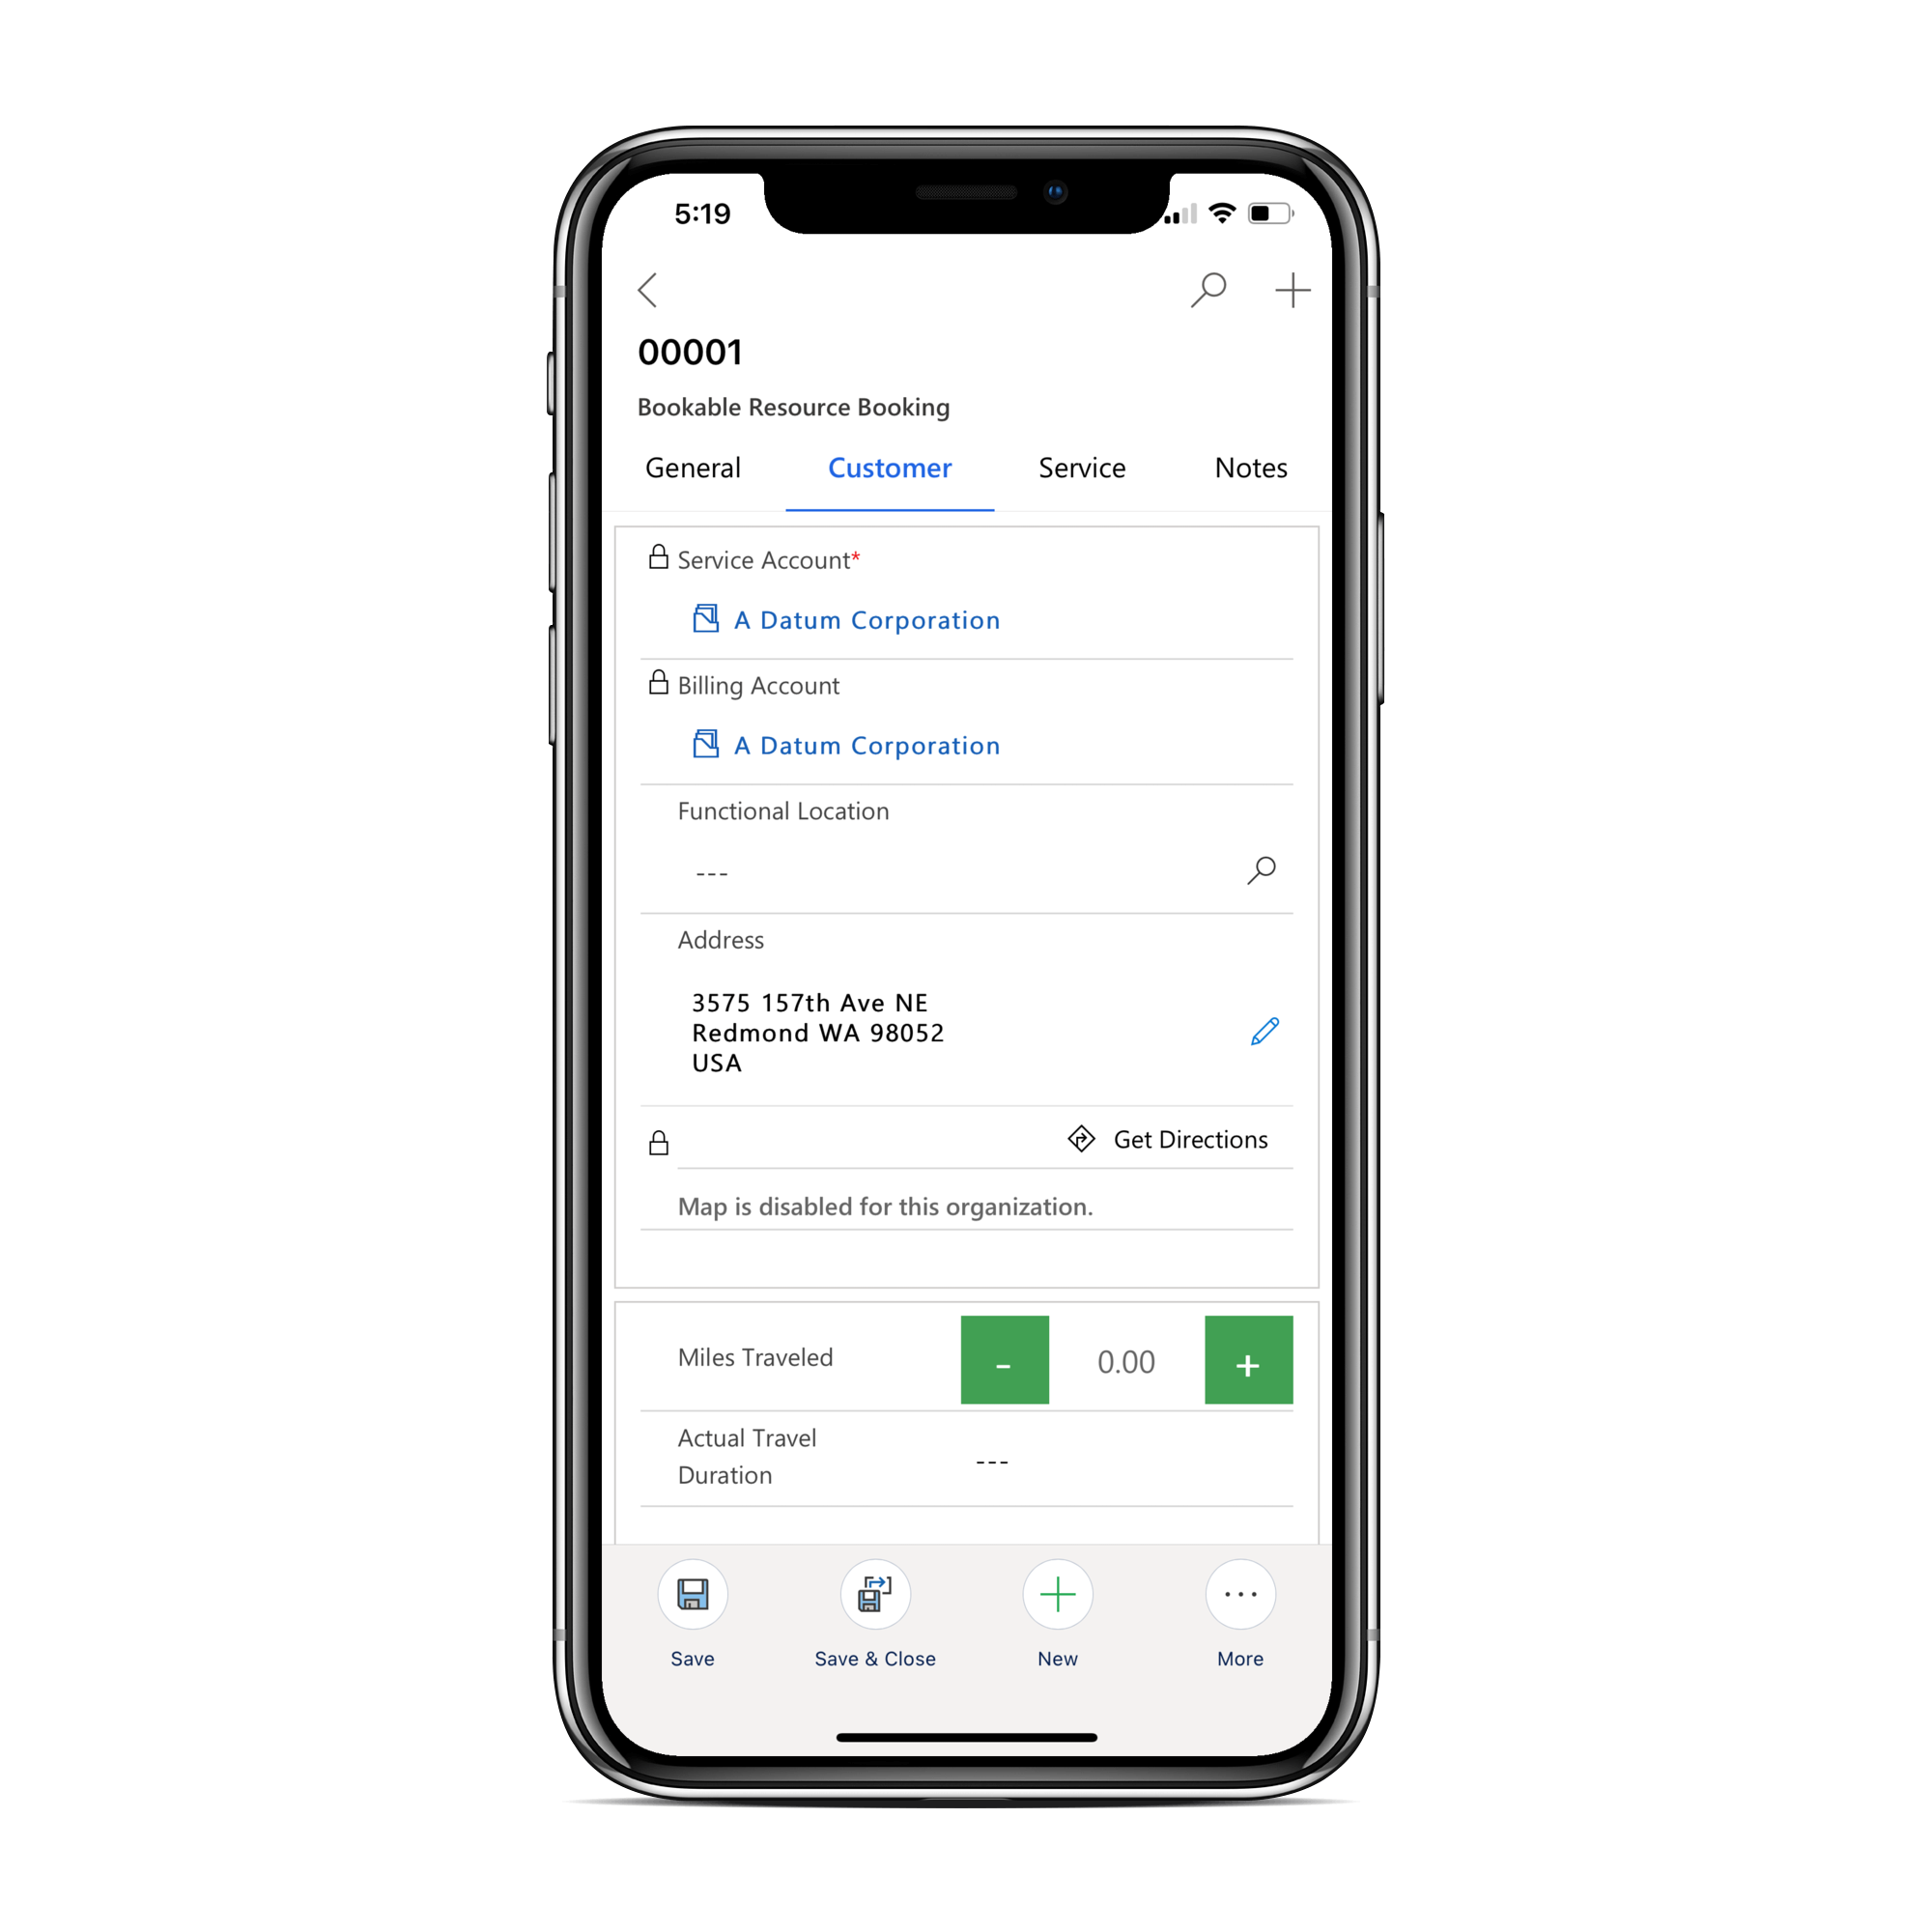 5:19
00001
Bookable Resource Booking
General Customer Service Notes
Service Account*
A Datum Corporation
Billing Account
A Datum Corporation
Functional Location
---
Address
3575 157th Ave NE
Redmond WA 98052
USA
Get Directions
Map is disabled for this organization.
Miles Traveled - 0.00 +
Actual Travel
Duration
---
Save Save & Close New More